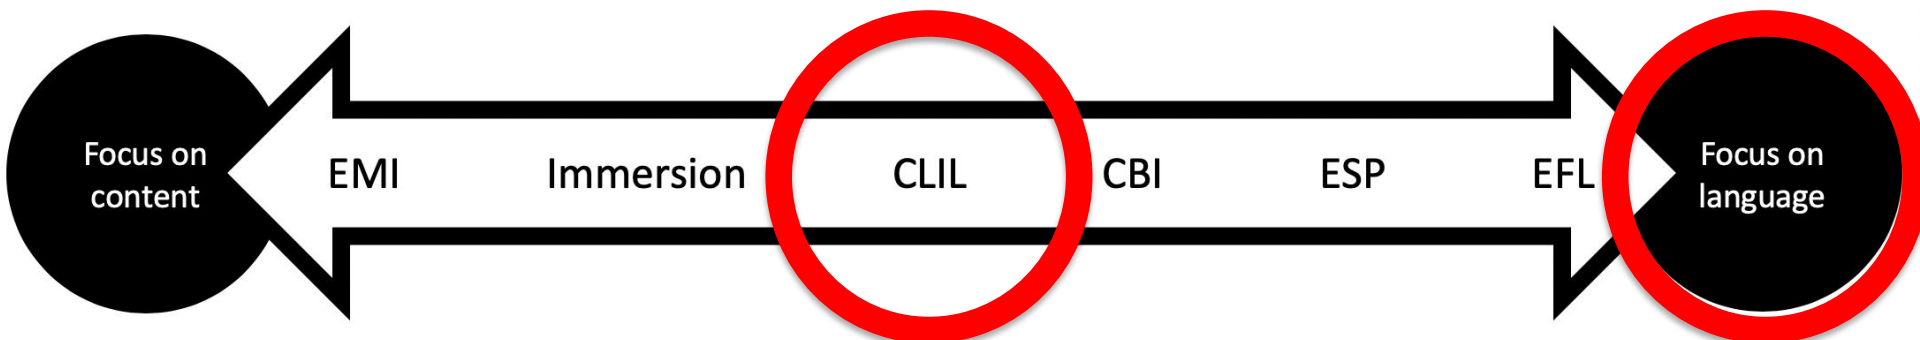 Focus on
content
EMI
Immersion
CLIL
CBI
ESP
EFL
Focus on
language